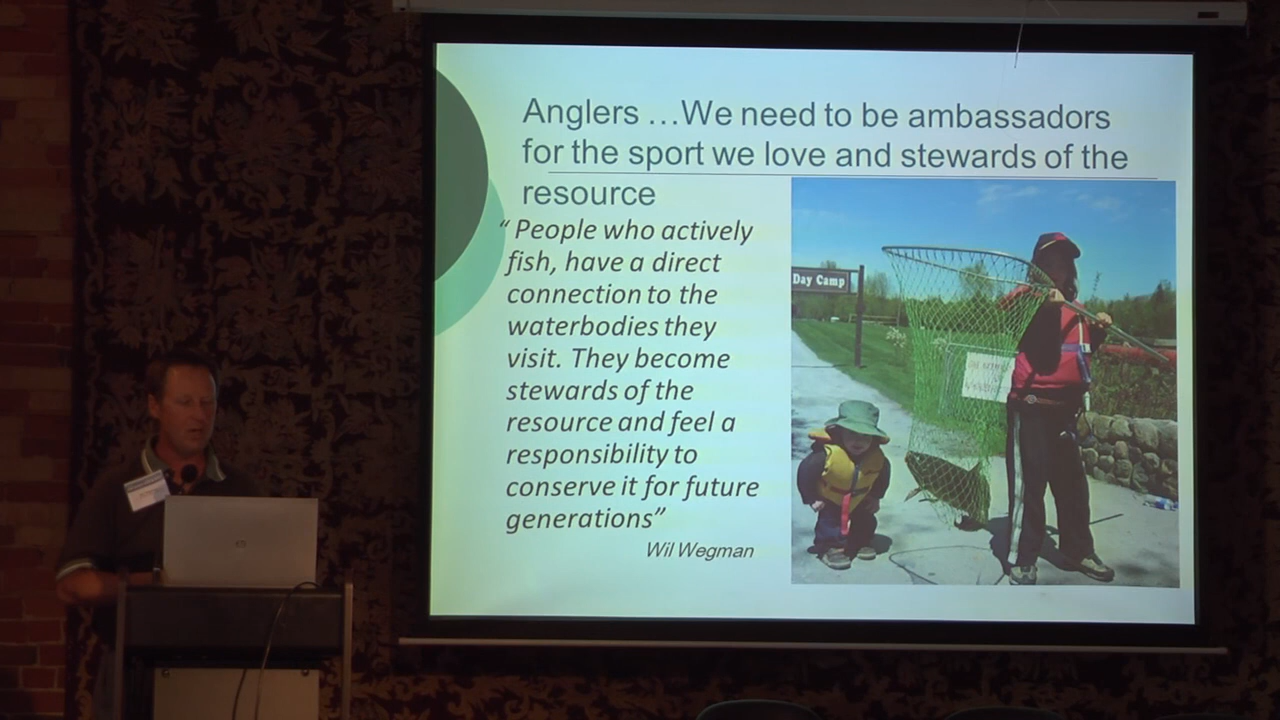 Anglers …We need to be ambassadors
for the sport we love and stewards of the
resource
“ People who actively
fish, have a direct
connection to the
waterbodies they
visit. They become
stewards of the
resource and feel a
responsibility to
conserve it for future
generations”
Wil Wegman
Day Camp